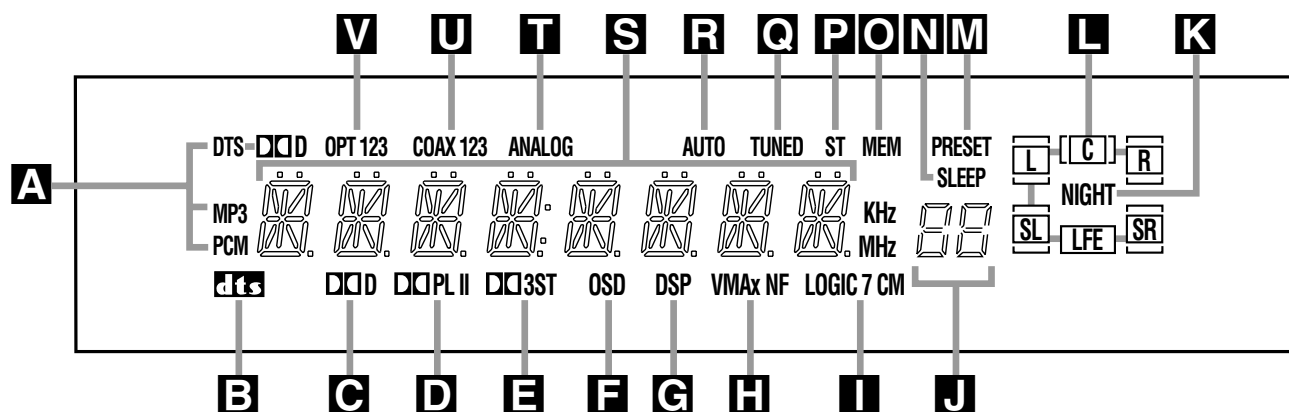 V U T S R Q P O N M L K
DTS DD D OPT 123 COAX 123 ANALOG AUTO TUNED ST MEM PRESET L C R
SLEEP
A
MP3 KHz NIGHT
PCM MHz SL LFE SR
dts DD D DD PL II DD 3ST OSD DSP VMAx NF LOGIC 7 CM
B C D E F G H I J